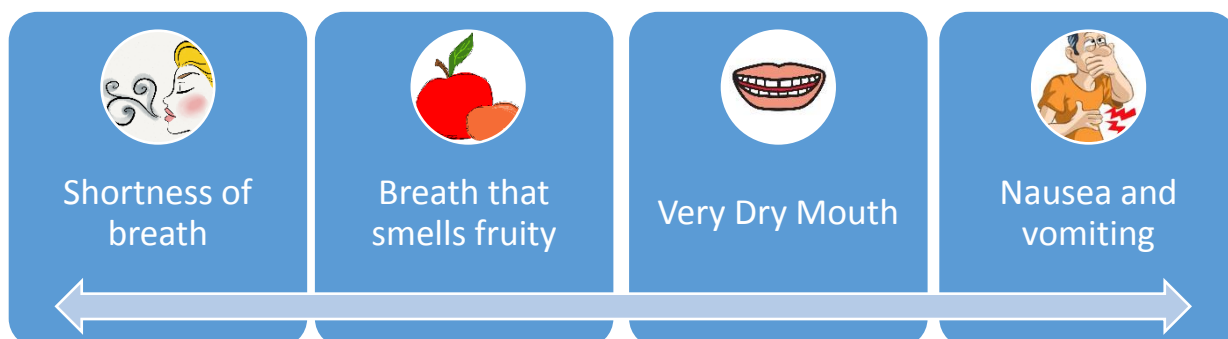 Shortness of
breath
Breath that
smells fruity
Very Dry Mouth
Nausea and
vomiting